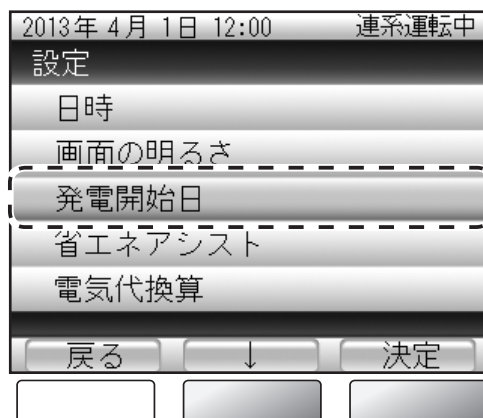 2013年 4月 1日 12:00 連系運転中
設定
日時
画面の明るさ
発電開始日
省エネアシスト
電気代換算
戻る ↓ 決定